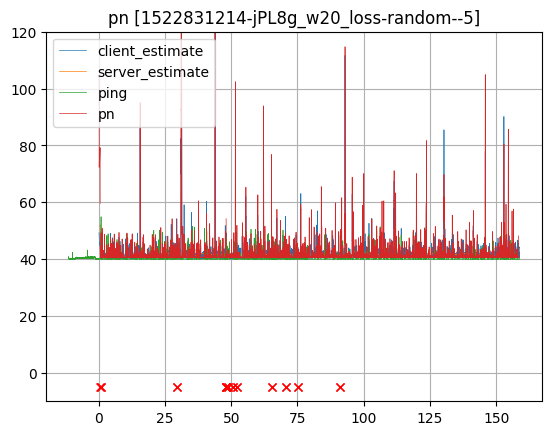 pn [1522831214-jPL8g_w20_loss-random--5]
120
100
80
60
40
20
0
client_estimate
server_estimate
ping
pn
0
25
50
75
100
125
150